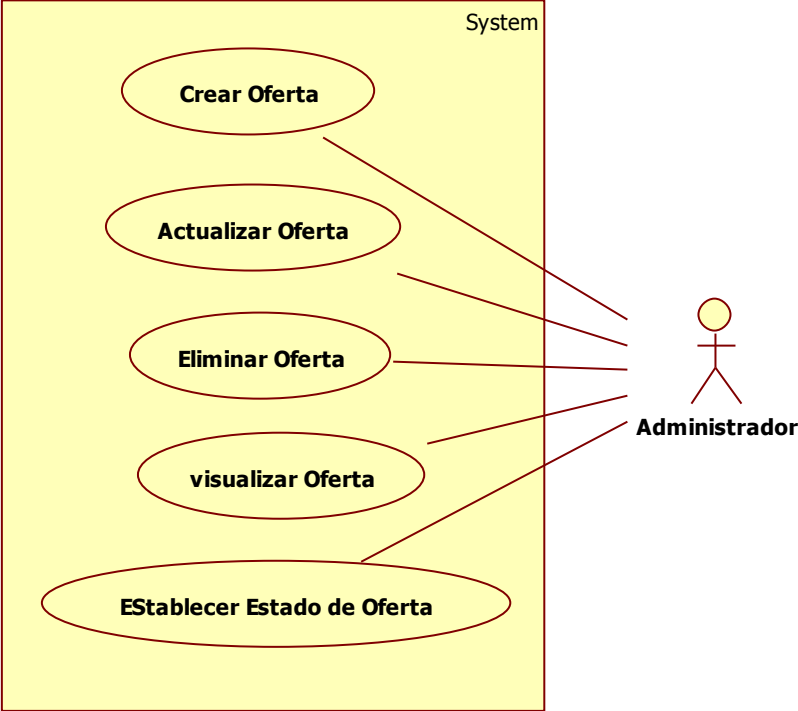 System
Crear Oferta
Actualizar Oferta
Eliminar Oferta
Administrador
visualizar Oferta
EStablecer Estado de Oferta